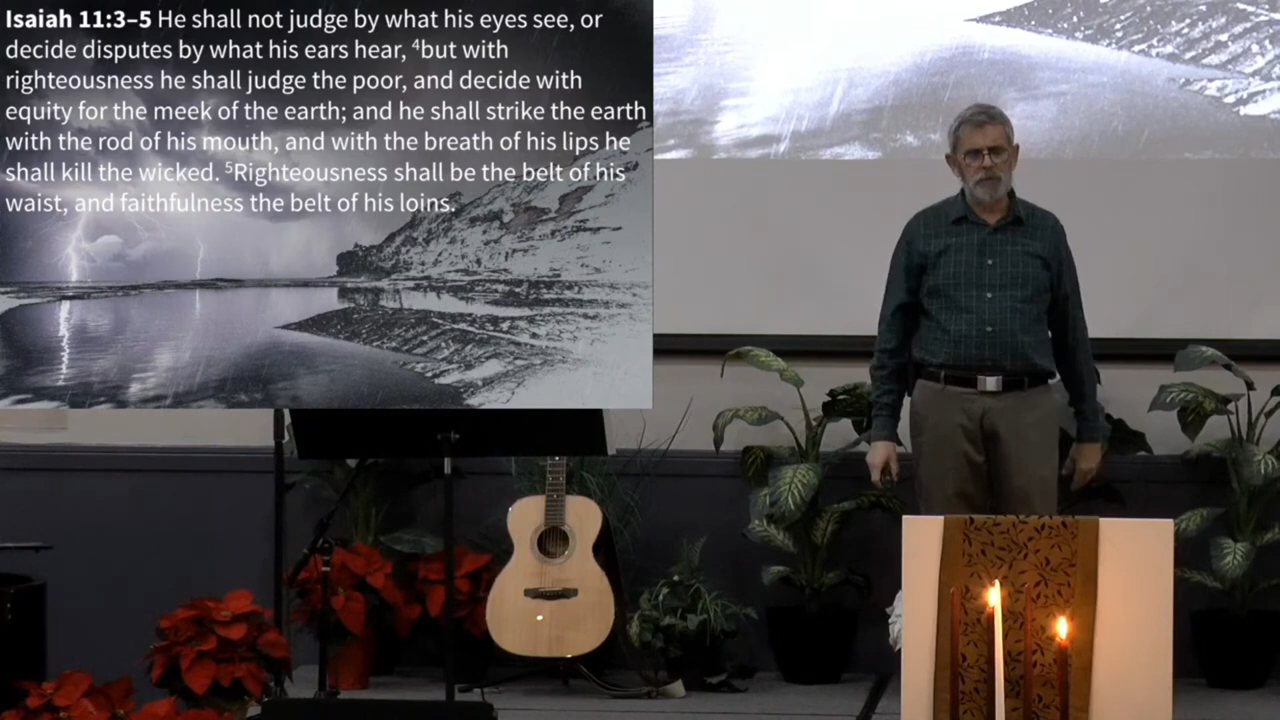 Isaiah 11:3–5 He shall not judge by what his eyes see, or
decide disputes by what his ears hear, ⁴but with
righteousness he shall judge the poor, and decide with
equity for the meek of the earth; and he shall strike the earth
with the rod of his mouth, and with the breath of his lips he
shall kill the wicked. ⁵Righteousness shall be the belt of his
waist, and faithfulness the belt of his loins.